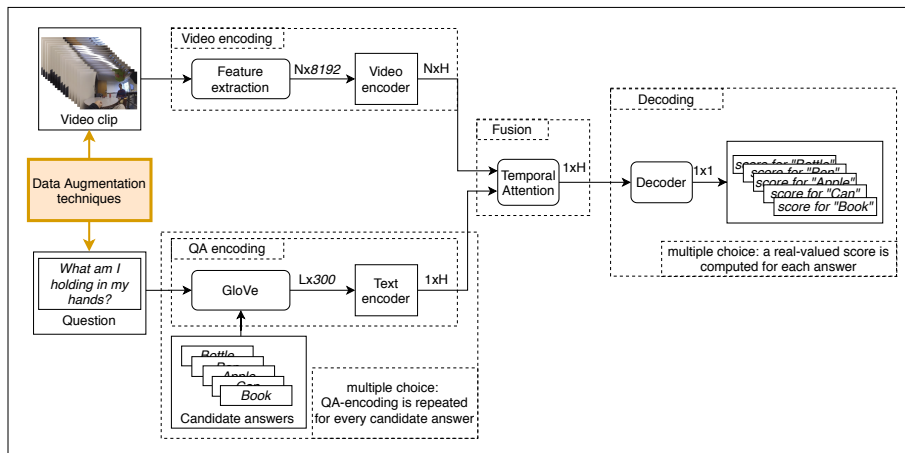 Video encoding
Video clip
Feature
extraction
Nx8192
Video
encoder
NxH
Data Augmentation
techniques
What am I
holding in my
hands?
Question
QA encoding
GloVe
Lx300
Text
encoder
1xH
Bottle
Pen
Apple
Can
Book
Candidate answers
multiple choice:
QA-encoding is repeated
for every candidate answer
Fusion
Temporal
Attention
1xH
Decoding
Decoder
1x1
score for "Bottle"
score for "Pen"
score for "Apple"
score for "Can"
score for "Book"
multiple choice: a real-valued score is
computed for each answer